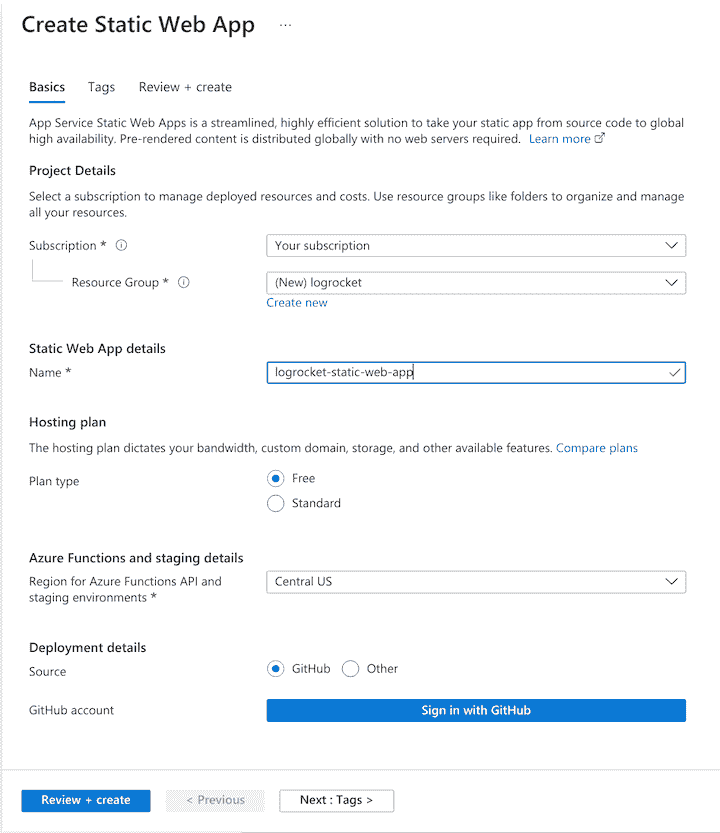 Create Static Web App ...
Basics Tags Review + create
App Service Static Web Apps is a streamlined, highly efficient solution to take your static app from source code to global
high availability. Pre-rendered content is distributed globally with no web servers required. Learn more
Project Details
Select a subscription to manage deployed resources and costs. Use resource groups like folders to organize and manage
all your resources.
Subscription * Your subscription
Resource Group * (New) logrocket
Create new
Static Web App details
Name * logrocket-static-web-app
Hosting plan
The hosting plan dictates your bandwidth, custom domain, storage, and other available features. Compare plans
Plan type Free
Standard
Azure Functions and staging details
Region for Azure Functions API and Central US
staging environments *
Deployment details
Source GitHub Other
GitHub account Sign in with GitHub
Review + create < Previous Next : Tags >